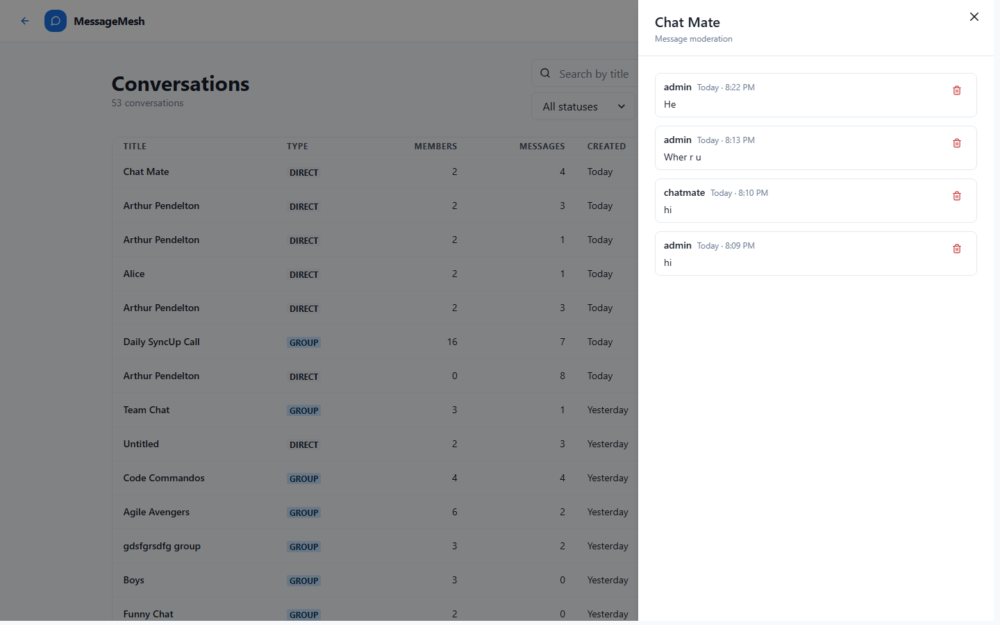 MessageMesh
Conversations
53 conversations
Search by title
All statuses
TITLE TYPE MEMBERS MESSAGES CREATED
Chat Mate DIRECT 2 4 Today
Arthur Pendelton DIRECT 2 3 Today
Arthur Pendelton DIRECT 2 1 Today
Alice DIRECT 2 1 Today
Arthur Pendelton DIRECT 2 3 Today
Daily SyncUp Call GROUP 16 7 Today
Arthur Pendelton DIRECT 0 8 Today
Team Chat GROUP 3 1 Yesterday
Untitled DIRECT 2 3 Yesterday
Code Commandos GROUP 4 4 Yesterday
Agile Avengers GROUP 6 2 Yesterday
gdsfgrsdfg group GROUP 3 2 Yesterday
Boys GROUP 3 0 Yesterday
Funny Chat GROUP 2 0 Yesterday
Chat Mate
Message moderation
admin Today · 8:22 PM
He
admin Today · 8:13 PM
Wher r u
chatmate Today · 8:10 PM
hi
admin Today · 8:09 PM
hi